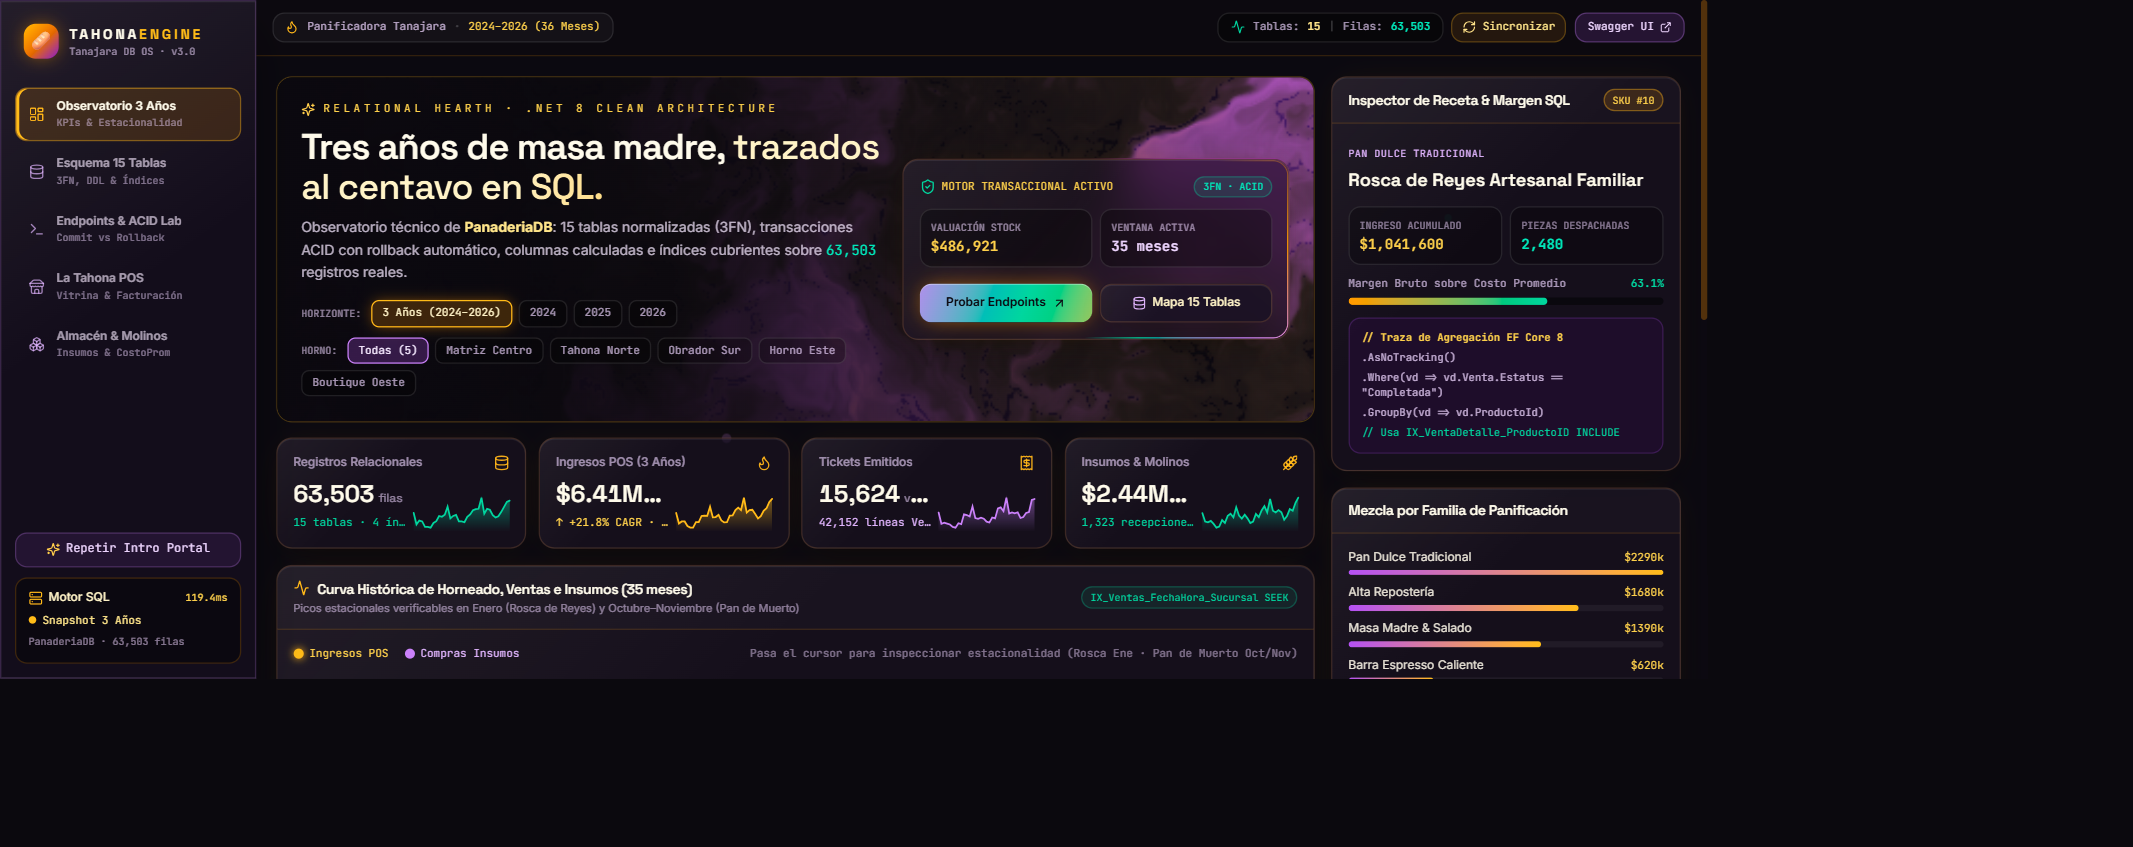 TAHONAENGINE
Tanajara DB OS · v3.0
Observatorio 3 Años
KPIs & Estacionalidad
Esquema 15 Tablas
3FN, DDL & Índices
Endpoints & ACID Lab
Commit vs Rollback
La Tahona POS
Vitrina & Facturación
Almacén & Molinos
Insumos & CostoProm
Repetir Intro Portal
Motor SQL 119.4ms
Snapshot 3 Años
PanaderiaDB · 63,503 filas
Panificadora Tanajara · 2024–2026 (36 Meses)
Tablas: 15 | Filas: 63,503
Sincronizar
Swagger UI
RELATIONAL HEARTH · .NET 8 CLEAN ARCHITECTURE
Tres años de masa madre, trazados
al centavo en SQL.
Observatorio técnico de PanaderiaDB: 15 tablas normalizadas (3FN), transacciones
ACID con rollback automático, columnas calculadas e índices cubrientes sobre 63,503
registros reales.
HORIZONTE: 3 Años (2024–2026) 2024 2025 2026
HORNO: Todas (5) Matriz Centro Tahona Norte Obrador Sur Horno Este
Boutique Oeste
MOTOR TRANSACCIONAL ACTIVO 3FN · ACID
VALUACIÓN STOCK
$486,921
VENTANA ACTIVA
35 meses
Probar Endpoints
Mapa 15 Tablas
Registros Relacionales
63,503 filas
15 tablas · 4 in…
Ingresos POS (3 Años)
$6.41M…
↑ +21.8% CAGR · …
Tickets Emitidos
15,624 v…
42,152 líneas Ve…
Insumos & Molinos
$2.44M…
1,323 recepcione…
Curva Histórica de Horneado, Ventas e Insumos (35 meses)
Picos estacionales verificables en Enero (Rosca de Reyes) y Octubre–Noviembre (Pan de Muerto)
IX_Ventas_FechaHora_Sucursal SEEK
Ingresos POS Compras Insumos
Pasa el cursor para inspeccionar estacionalidad (Rosca Ene · Pan de Muerto Oct/Nov)
Inspector de Receta & Margen SQL SKU #10
PAN DULCE TRADICIONAL
Rosca de Reyes Artesanal Familiar
INGRESO ACUMULADO
$1,041,600
PIEZAS DESPACHADAS
2,480
Margen Bruto sobre Costo Promedio 63.1%
// Traza de Agregación EF Core 8
.AsNoTracking()
.Where(vd => vd.Venta.Estatus ==
"Completada")
.GroupBy(vd => vd.ProductoId)
// Usa IX_VentaDetalle_ProductoID INCLUDE
Mezcla por Familia de Panificación
Pan Dulce Tradicional $2290k
Alta Repostería $1680k
Masa Madre & Salado $1390k
Barra Espresso Caliente $620k